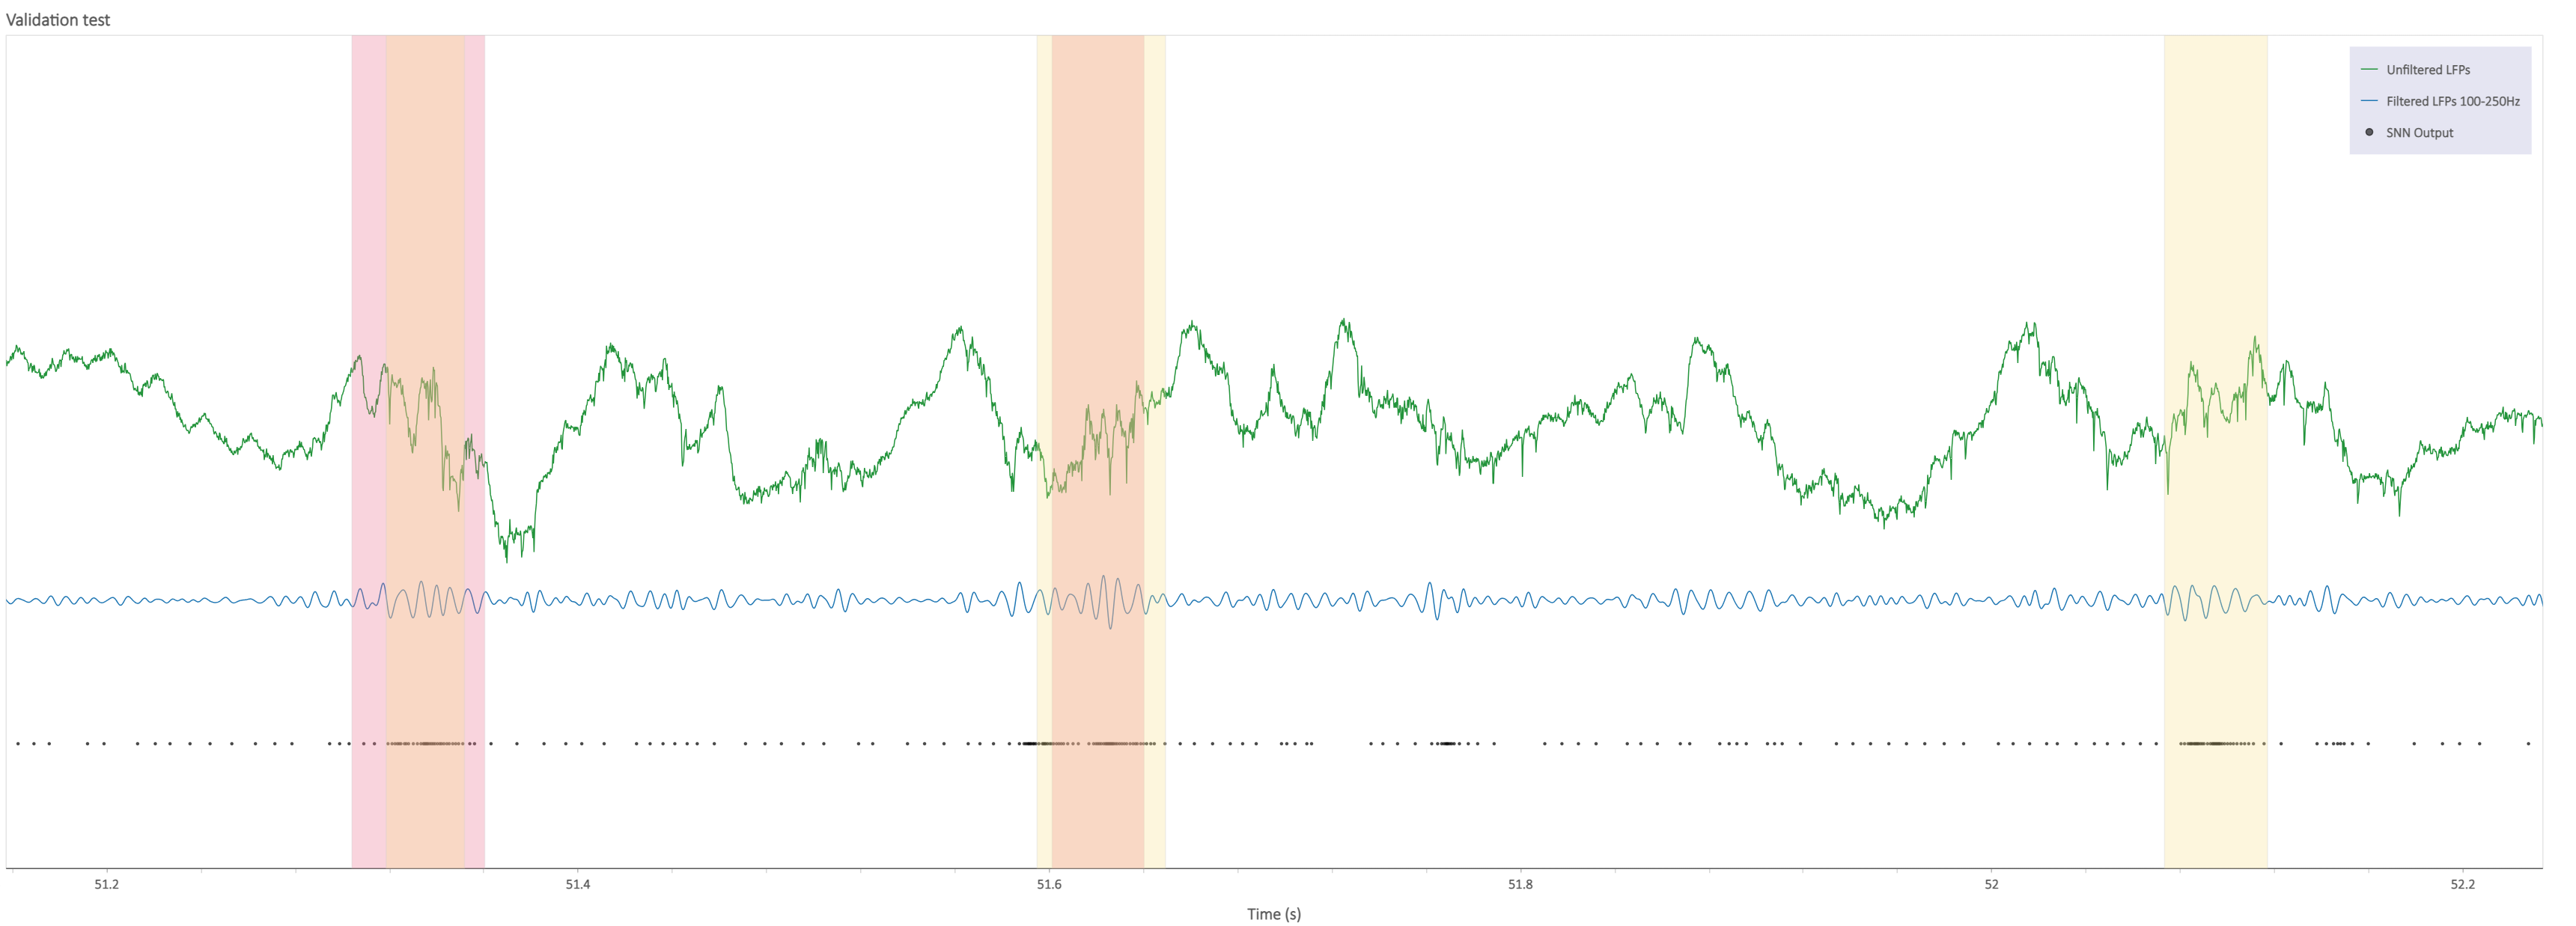 Validation test
Unfiltered LFPs
Filtered LFPs 100-250Hz
SNN Output
51.2 51.4 51.6 51.8 52 52.2
Time (s)